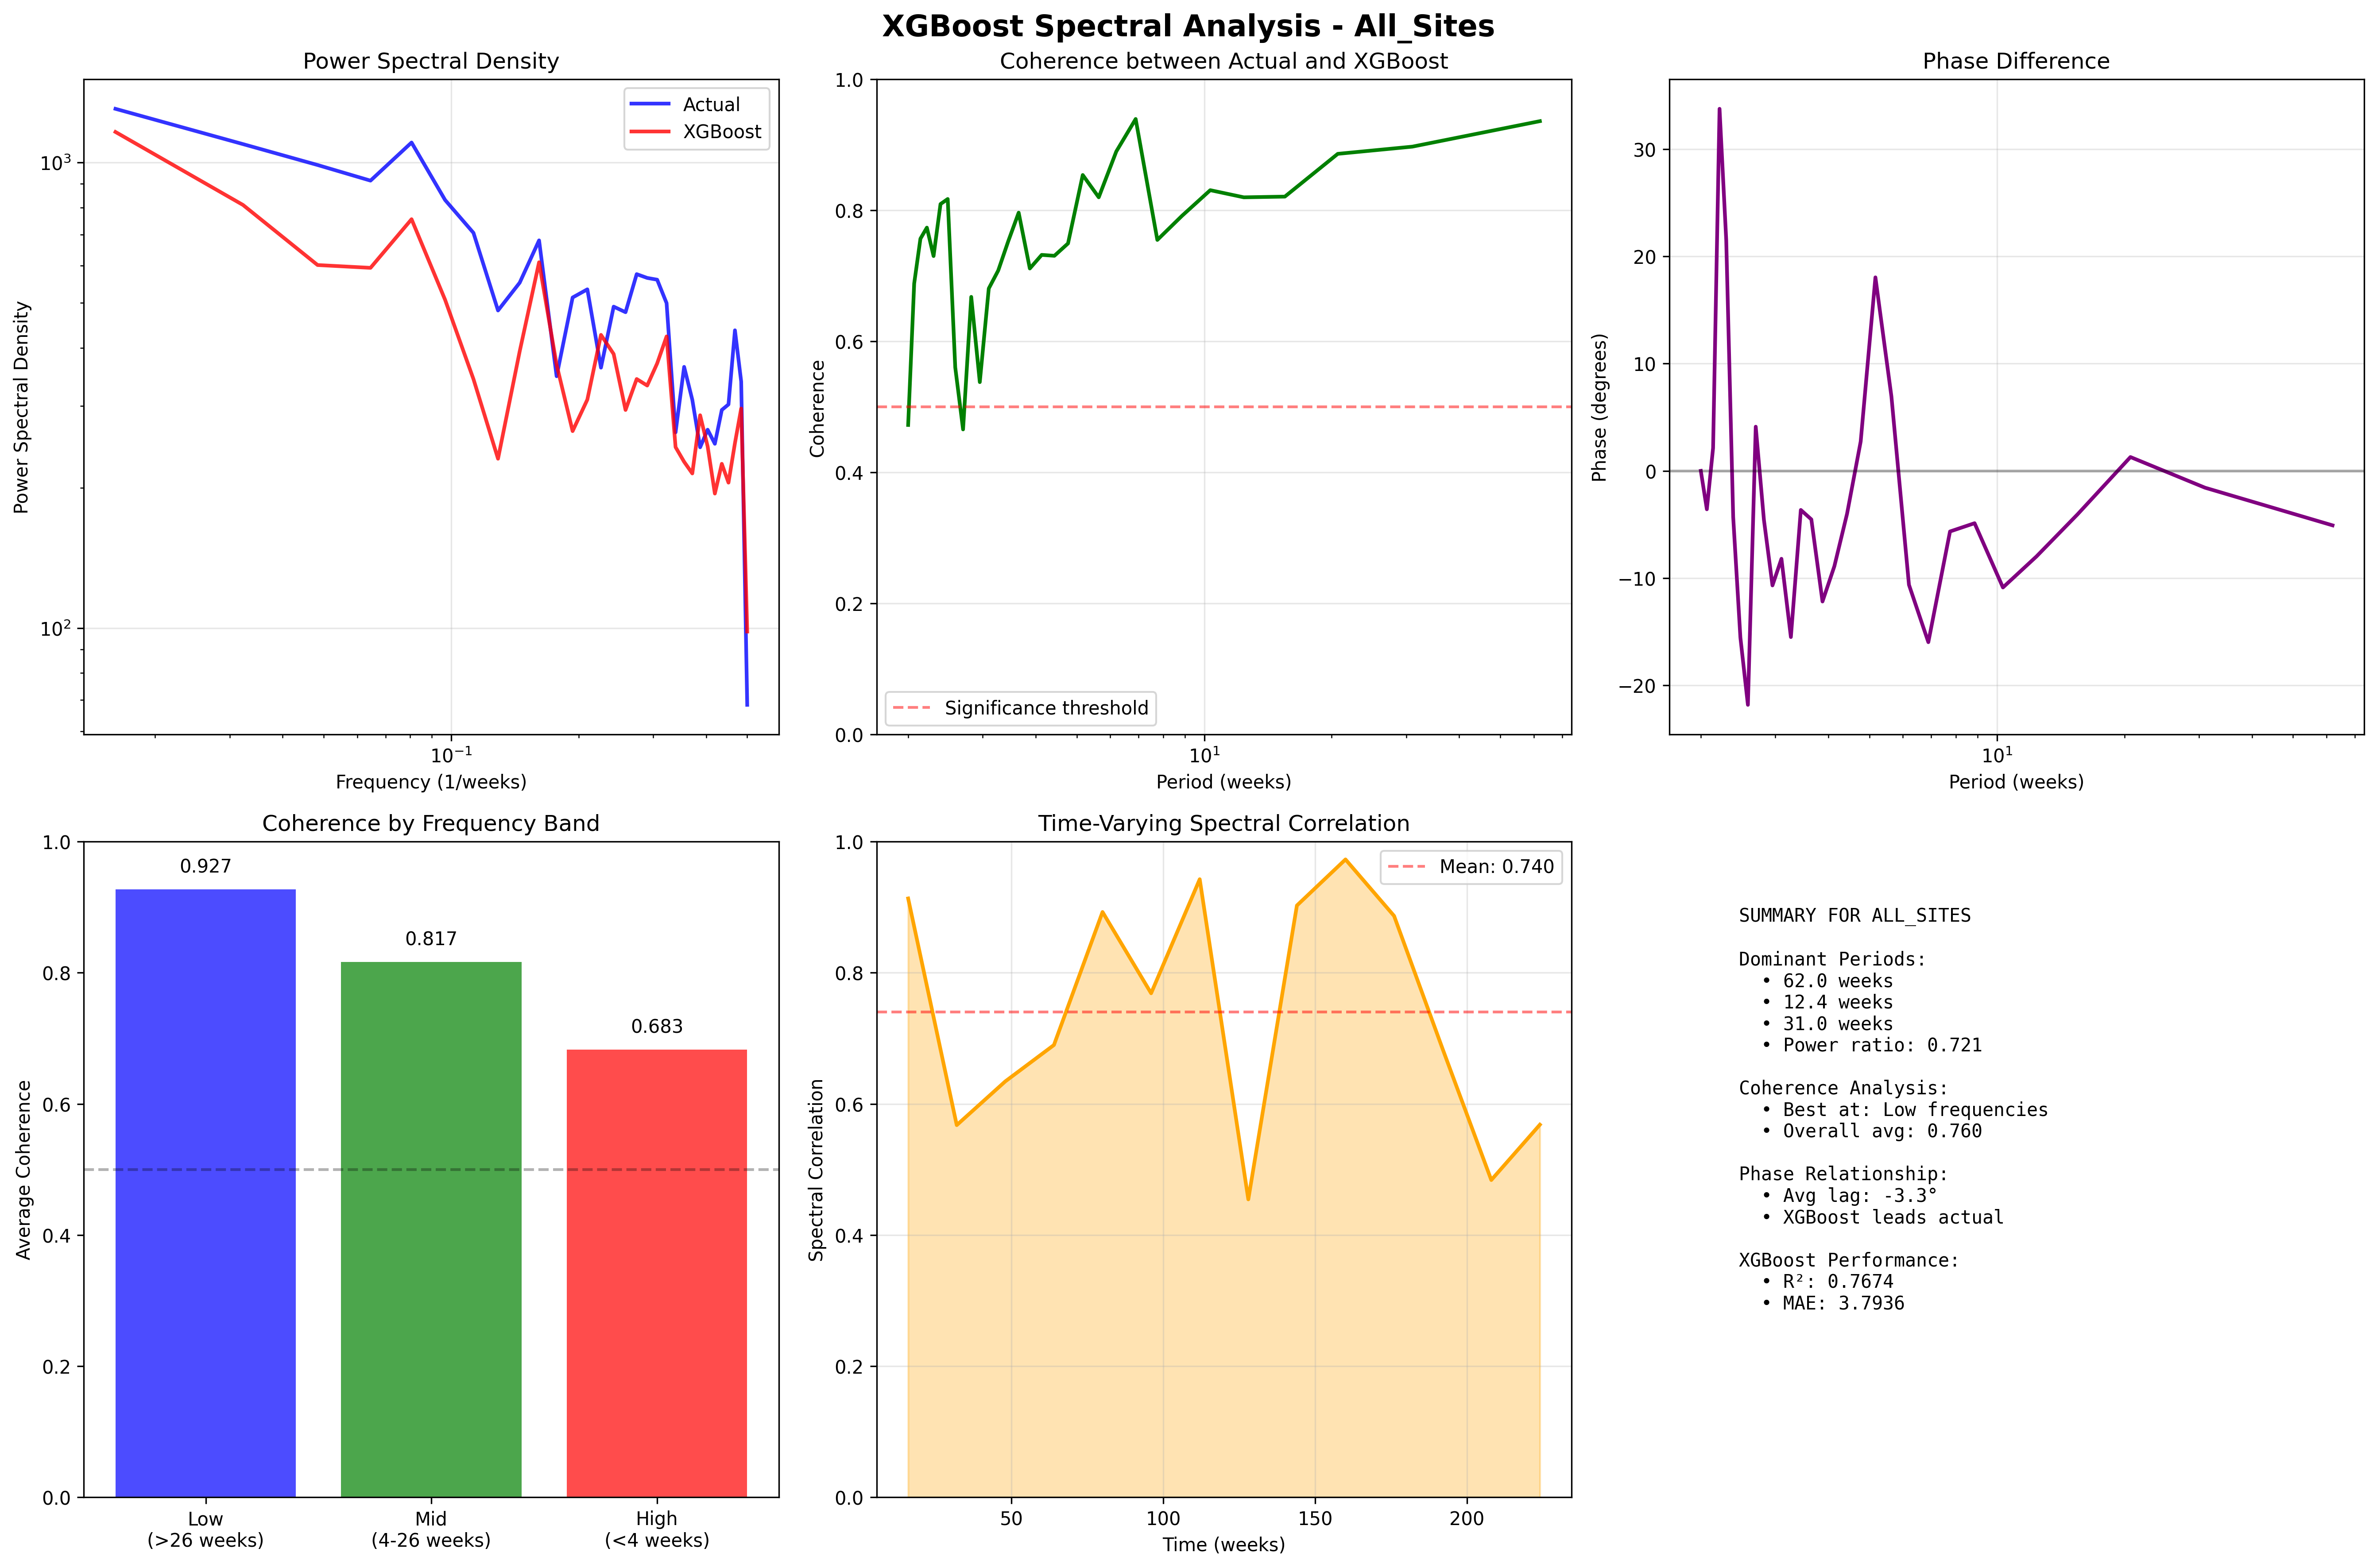 XGBoost Spectral Analysis - All_Sites
Power Spectral Density
Actual
XGBoost
10³
10²
Power Spectral Density
10⁻¹
Frequency (1/weeks)
Coherence between Actual and XGBoost
1.0
0.8
0.6
0.4
0.2
0.0
Coherence
Significance threshold
10¹
Period (weeks)
Phase Difference
30
20
10
0
−10
−20
Phase (degrees)
10¹
Period (weeks)
Coherence by Frequency Band
1.0
0.8
0.6
0.4
0.2
0.0
Average Coherence
0.927
0.817
0.683
Low
(>26 weeks)
Mid
(4-26 weeks)
High
(<4 weeks)
Time-Varying Spectral Correlation
Mean: 0.740
1.0
0.8
0.6
0.4
0.2
0.0
Spectral Correlation
50
100
150
200
Time (weeks)
SUMMARY FOR ALL_SITES
Dominant Periods:
• 62.0 weeks
• 12.4 weeks
• 31.0 weeks
• Power ratio: 0.721
Coherence Analysis:
• Best at: Low frequencies
• Overall avg: 0.760
Phase Relationship:
• Avg lag: -3.3°
• XGBoost leads actual
XGBoost Performance:
• R²: 0.7674
• MAE: 3.7936